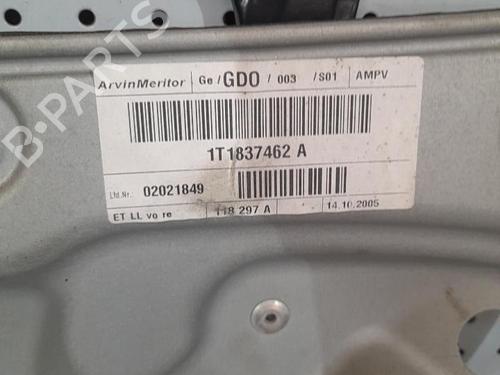 B-PARTS
ArvinMeritor Ge / GDO / 003 / S01 AMPV
1T1837462 A
Lfd.Nr.: 02021849
ET LL vo re 118 297 A 14.10.2005